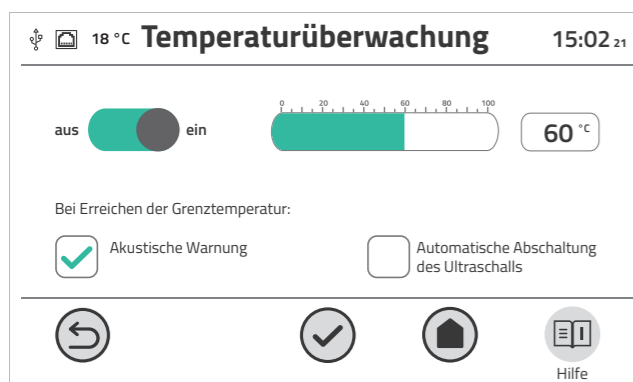 18 °C Temperaturüberwachung 15:02 21
0 20 40 60 80 100
aus ein 60 °C
Bei Erreichen der Grenztemperatur:
Akustische Warnung
Automatische Abschaltung
des Ultraschalls
Hilfe